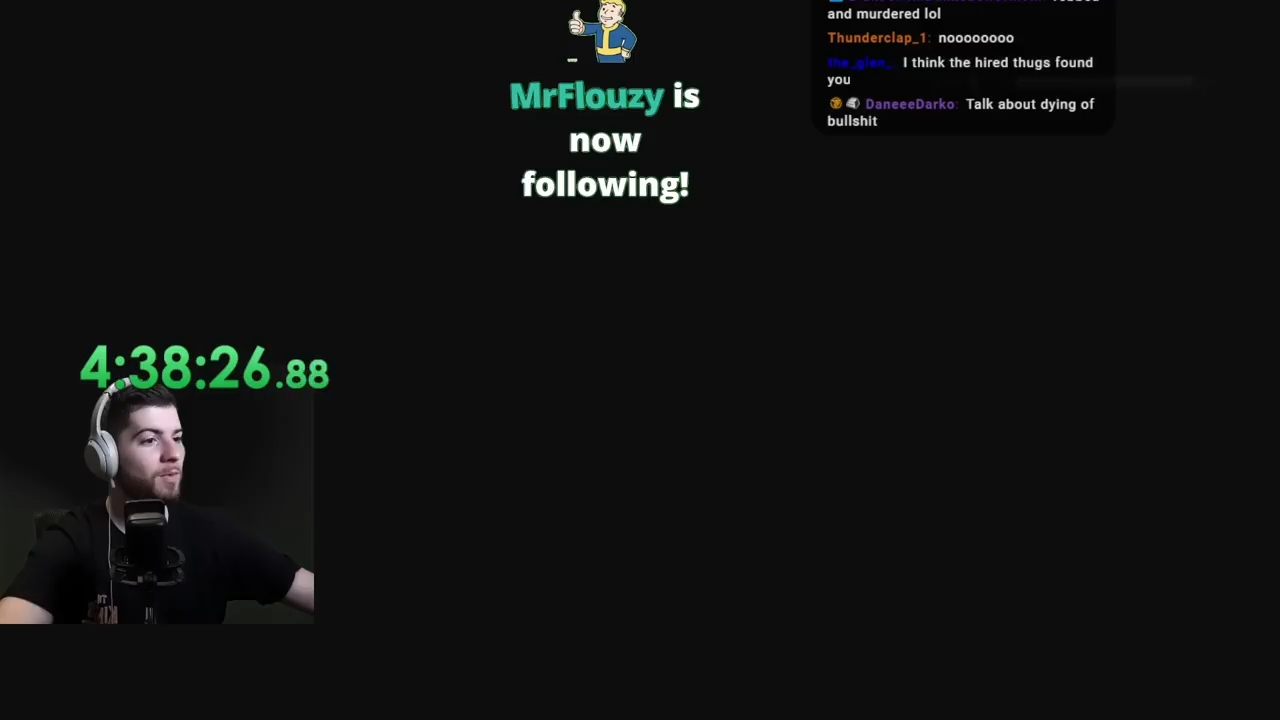 MrFlouzy is
now
following!
and murdered lol
Thunderclap_1: noooooooo
the_glen_ I think the hired thugs found
you
DaneeeDarko: Talk about dying of
bullshit
4:38:26.88